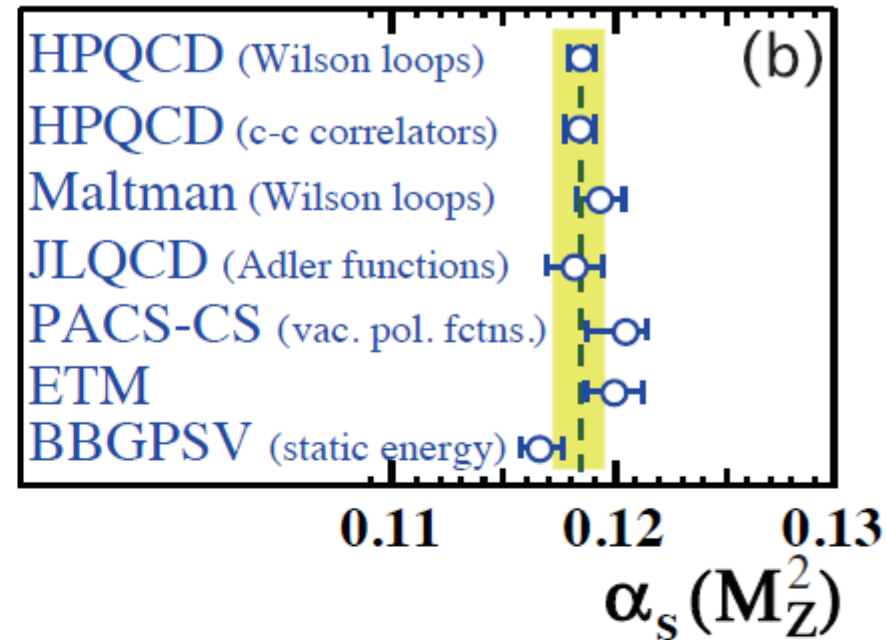 HPQCD (Wilson loops) (b)
HPQCD (c-c correlators)
Maltman (Wilson loops)
JLQCD (Adler functions)
PACS-CS (vac. pol. fctns.)
ETM
BBGPSV (static energy)
0.11 0.12 0.13
αₛ(M²_Z)